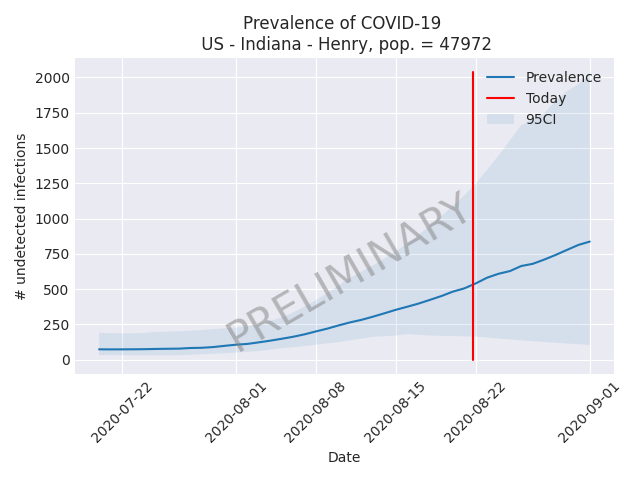 Prevalence of COVID-19
US - Indiana - Henry, pop. = 47972
# undetected infections
2000
1750
1500
1250
1000
750
500
250
0
Prevalence
Today
95CI
PRELIMINARY
2020-07-22
2020-08-01
2020-08-08
2020-08-15
2020-08-22
2020-09-01
Date